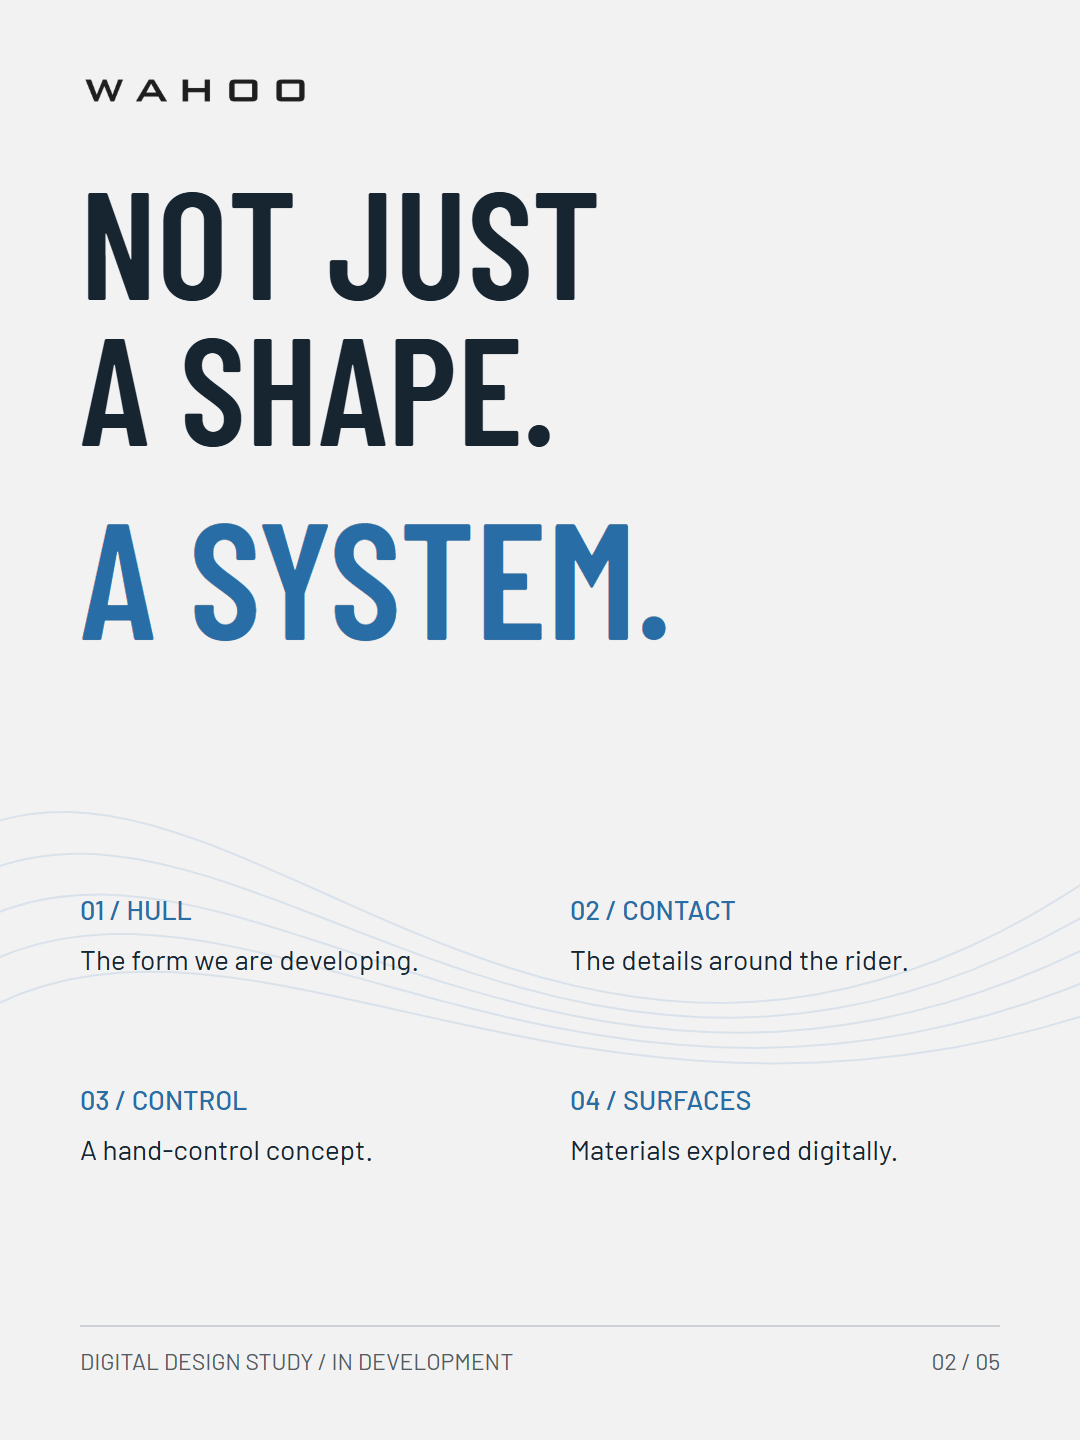 WAHOO
NOT JUST
A SHAPE.
A SYSTEM.
01 / HULL
The form we are developing.
02 / CONTACT
The details around the rider.
03 / CONTROL
A hand-control concept.
04 / SURFACES
Materials explored digitally.
DIGITAL DESIGN STUDY / IN DEVELOPMENT
02 / 05